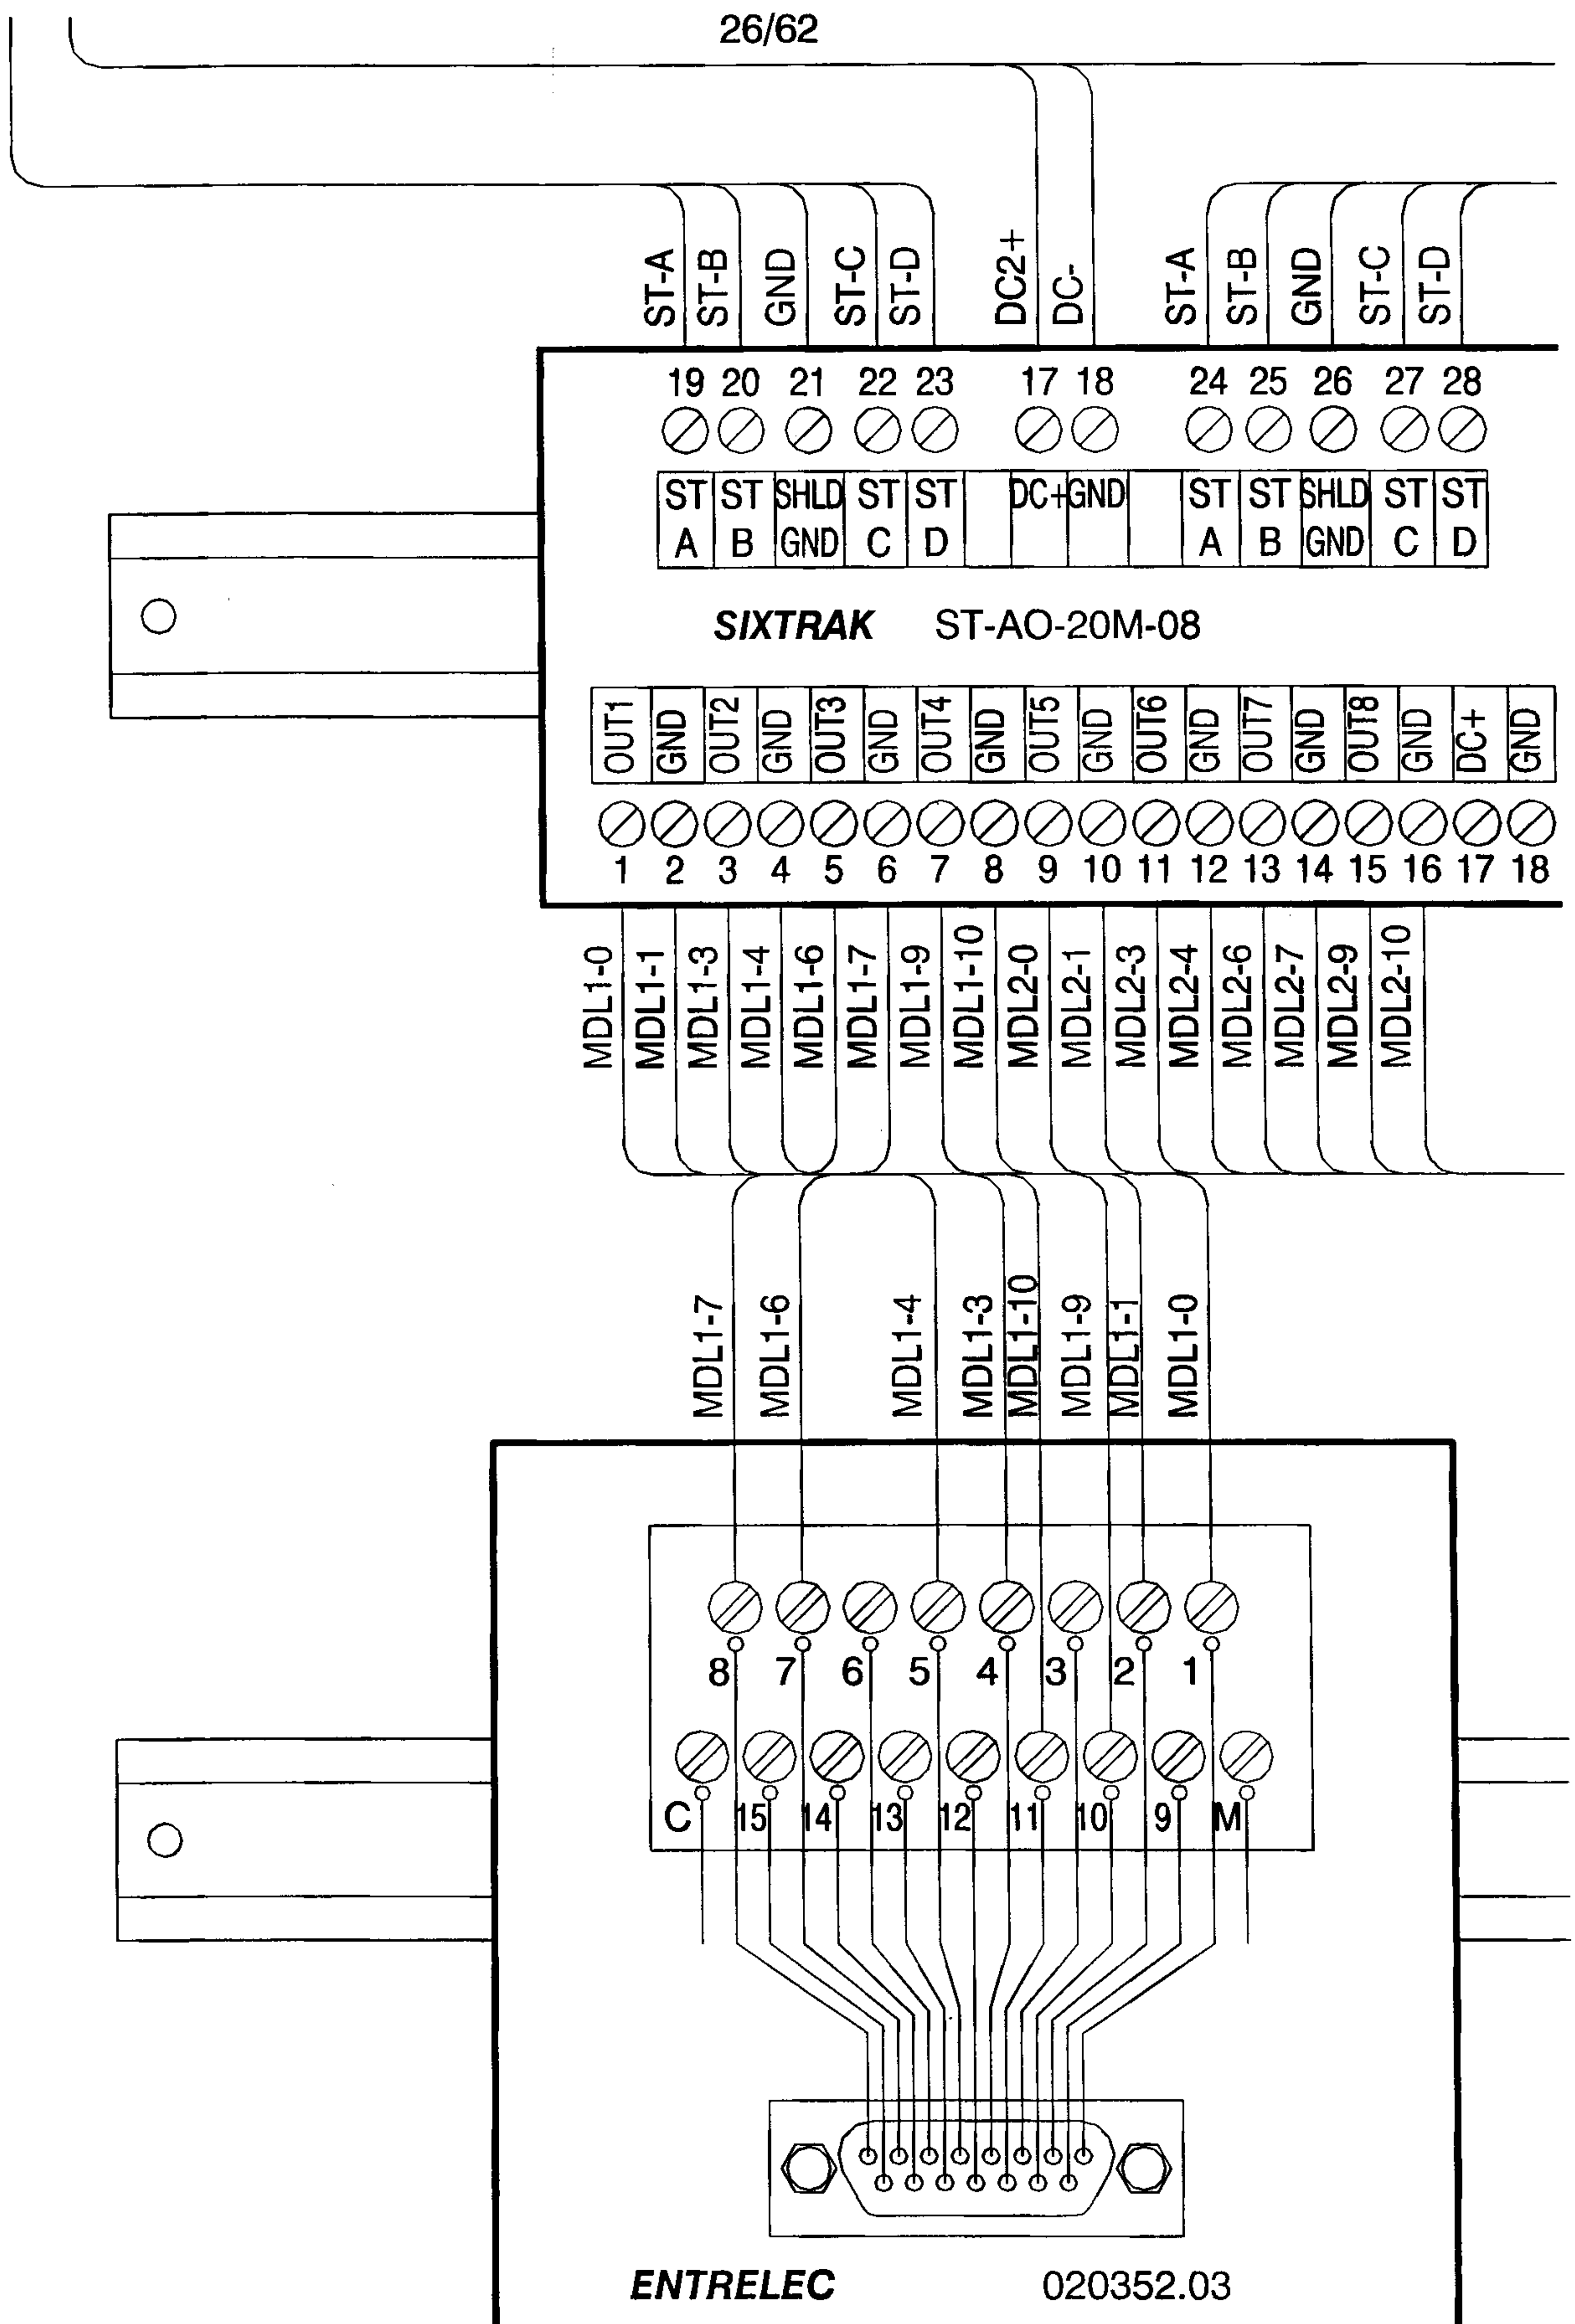 26/62
ST-A ST-B GND ST-C ST-D DC2+ DC- ST-A ST-B GND ST-C ST-D
19 20 21 22 23 17 18 24 25 26 27 28
ST ST SHLD ST ST DC+ GND ST ST SHLD ST ST
A B GND C D A B GND C D
SIXTRAK ST-AO-20M-08
OUT1 GND OUT2 GND OUT3 GND OUT4 GND OUT5 GND OUT6 GND OUT7 GND OUT8 GND DC+ GND
1 2 3 4 5 6 7 8 9 10 11 12 13 14 15 16 17 18
MDL1-0 MDL1-1 MDL1-3 MDL1-4 MDL1-6 MDL1-7 MDL1-9 MDL1-10 MDL2-0 MDL2-1 MDL2-3 MDL2-4 MDL2-6 MDL2-7 MDL2-9 MDL2-10
MDL1-7 MDL1-6 MDL1-4 MDL1-3 MDL1-10 MDL1-9 MDL1-1 MDL1-0
8 7 6 5 4 3 2 1
C 15 14 13 12 11 10 9 M
ENTRELEC 020352.03